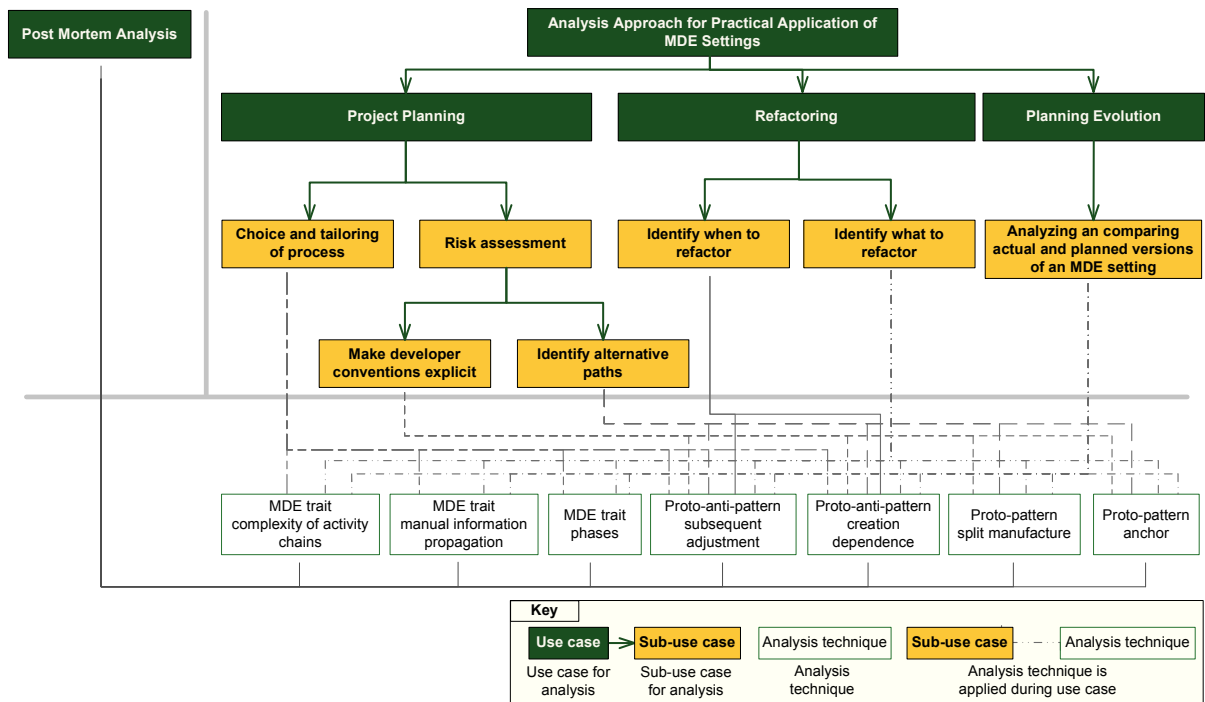 Post Mortem Analysis
Analysis Approach for Practical Application of
MDE Settings
Project Planning
Refactoring
Planning Evolution
Choice and tailoring
of process
Risk assessment
Identify when to
refactor
Identify what to
refactor
Analyzing an comparing
actual and planned versions
of an MDE setting
Make developer
conventions explicit
Identify alternative
paths
MDE trait
complexity of activity
chains
MDE trait
manual information
propagation
MDE trait
phases
Proto-anti-pattern
subsequent
adjustment
Proto-anti-pattern
creation
dependence
Proto-pattern
split manufacture
Proto-pattern
anchor
Key
Use case
Sub-use case
Analysis technique
Sub-use case
Analysis technique
Use case for
analysis
Sub-use case
for analysis
Analysis
technique
Analysis technique is
applied during use case